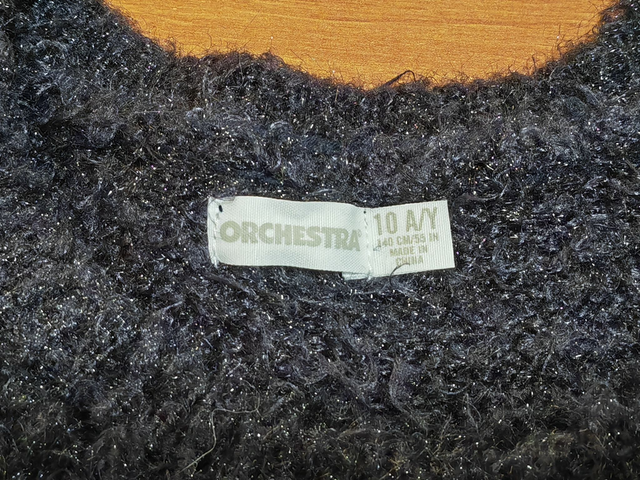 ORCHESTRA
10 A/Y
140 CM/55 IN
MADE IN
CHINA